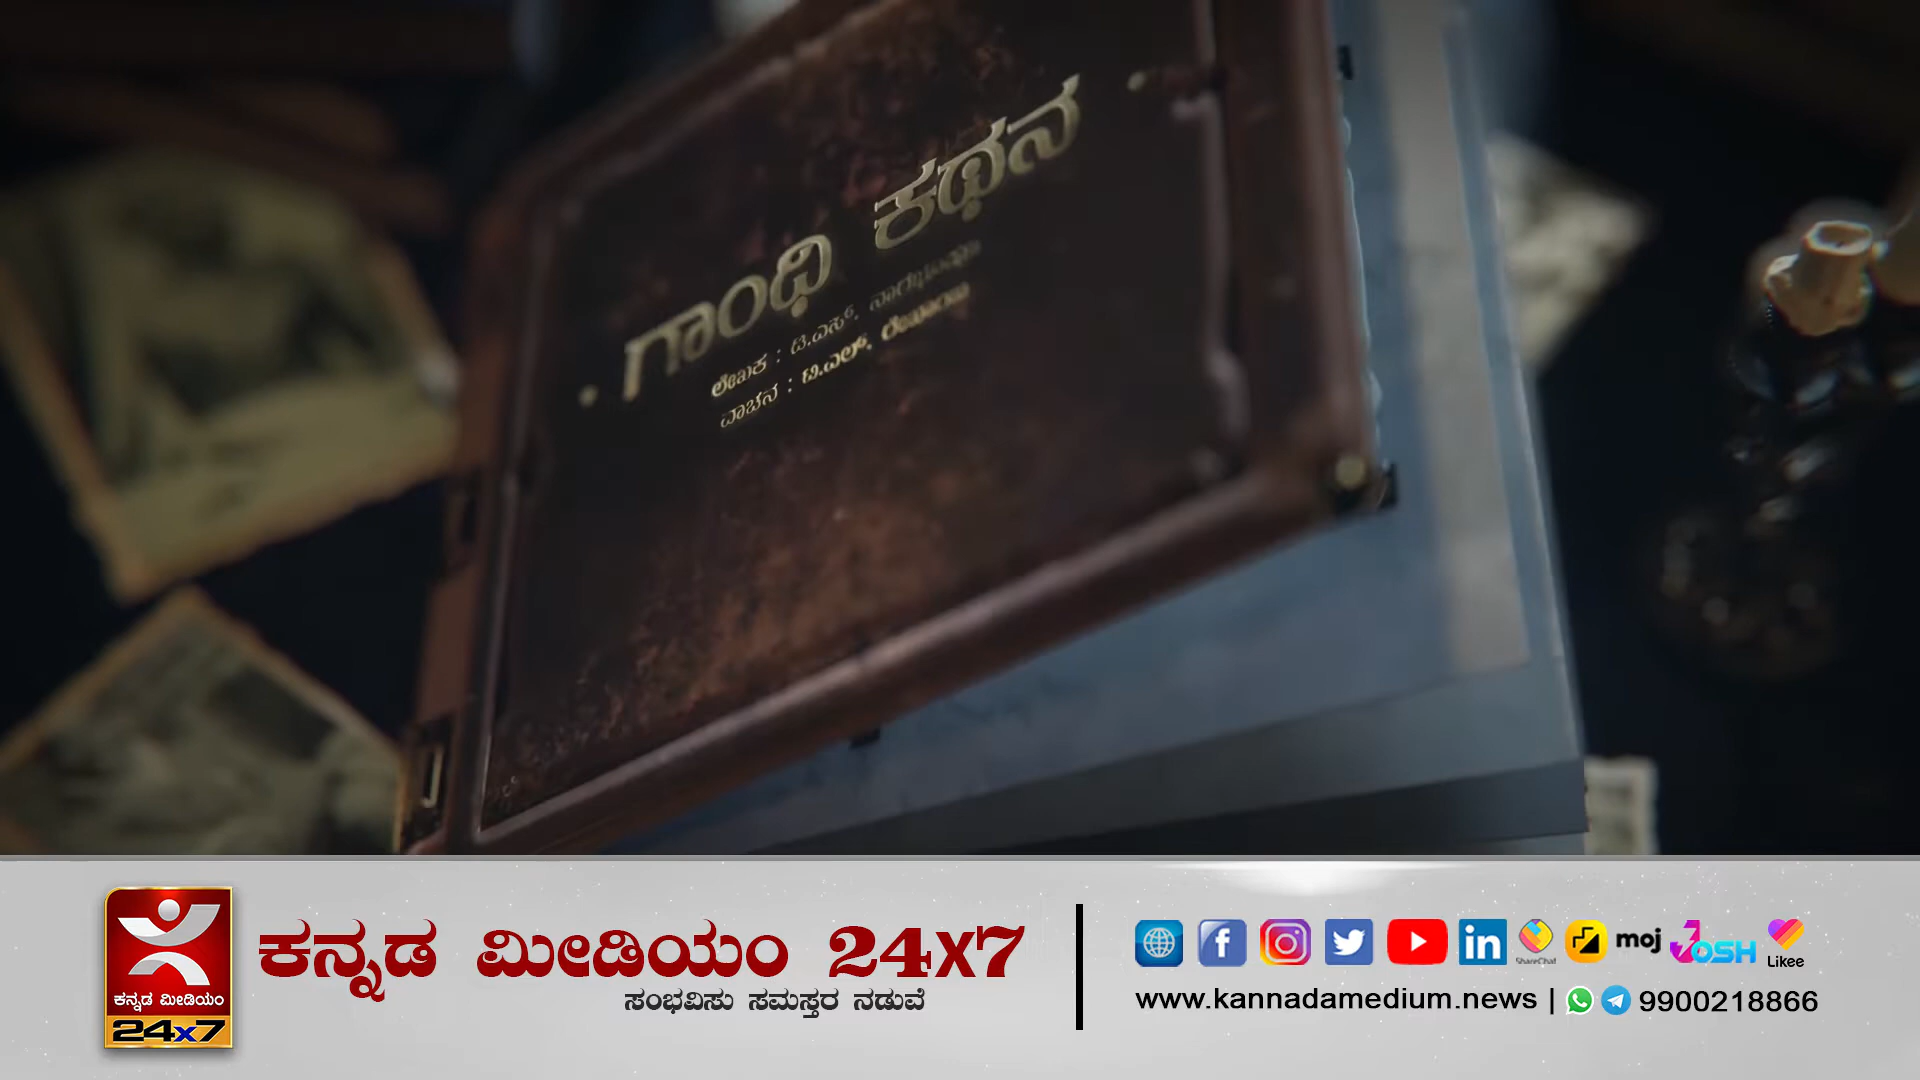 ಗಾಂಧಿ ಕಥನ
ಲೇಖಕ : ಡಿ.ಎಸ್. ನಾಗಭೂಷಣ
ವಾಚನ : ಟಿ.ಎಲ್. ರೇಖಾಂಬ
ಕನ್ನಡ ಮೀಡಿಯಂ
24x7
ಕನ್ನಡ ಮೀಡಿಯಂ 24X7
ಸಂಭವಿಸು ಸಮಸ್ತರ ನಡುವೆ
ShareChat moj JOSH Likee
www.kannadamedium.news | 9900218866